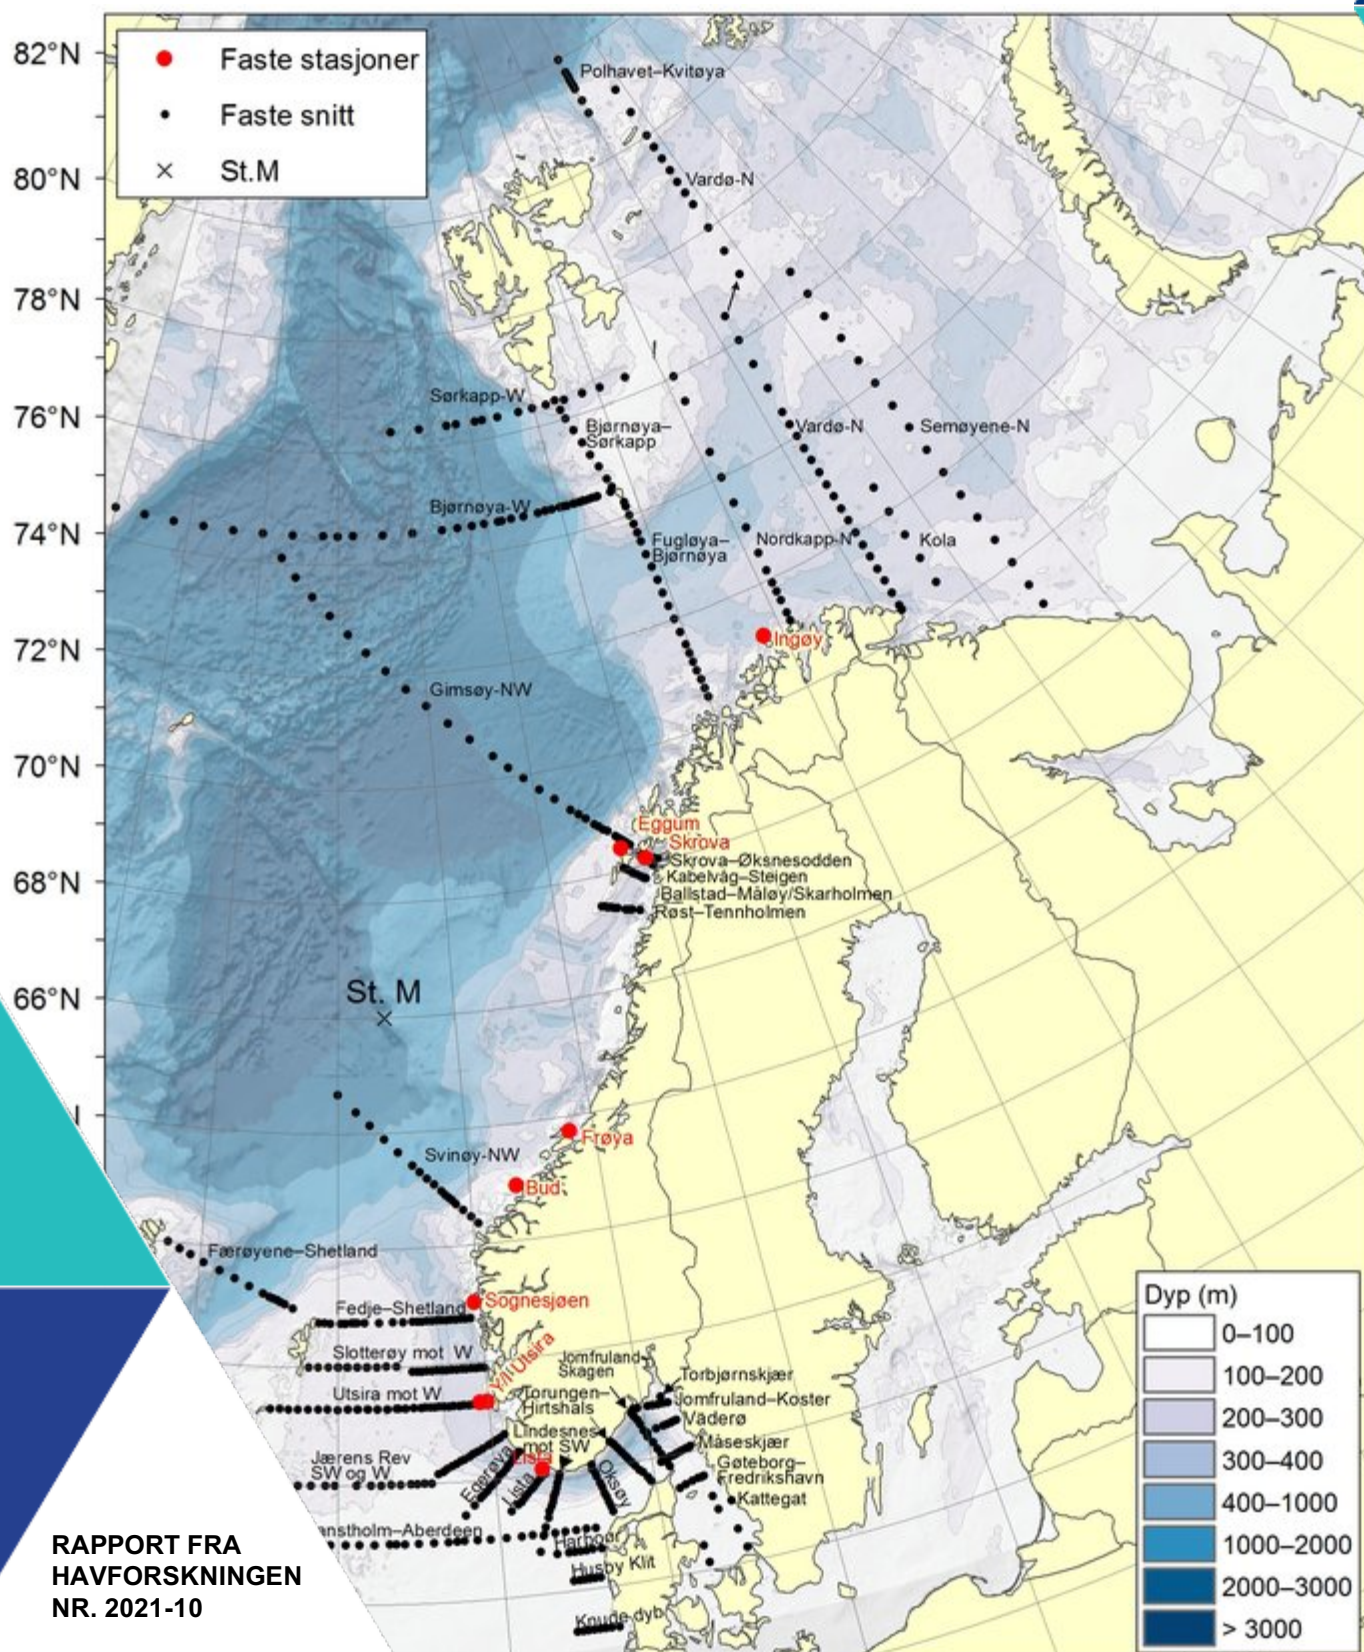 82°N
80°N
78°N
76°N
74°N
72°N
70°N
68°N
66°N
Faste stasjoner
Faste snitt
St.M
Polhavet–Kvitøya
Vardø-N
Sørkapp-W
Bjørnøya–
Sørkapp
Vardø-N
Semøyene-N
Bjørnøya-W
Fugløya–
Bjørnøya
Nordkapp-N
Kola
Ingøy
Gimsøy-NW
Eggum
Skrova
Skrova–Øksnesodden
Kabelvåg–Steigen
Ballstad–Måløy/Skarholmen
Røst–Tennholmen
St. M
Frøya
Svinøy-NW
Bud
Færøyene–Shetland
Sognesjøen
Fedje–Shetland
Slotterøy mot W
Y/I Utsira
Utsira mot W
Jomfruland–
Skagen
Torbjørnskjær
Torungen–
Hirtshals
Jomfruland–Koster
Väderø
Lindesnes
mot SW
Måseskjær
Jærens Rev
SW og W
Egerøya
Lista
Lista
Oksøy
Gøteborg–
Fredrikshavn
Kattegat
anstholm–Aberdeen
Harboør
Husby Klit
Knude dyb
Dyp (m)
0–100
100–200
200–300
300–400
400–1000
1000–2000
2000–3000
> 3000
RAPPORT FRA
HAVFORSKNINGEN
NR. 2021-10